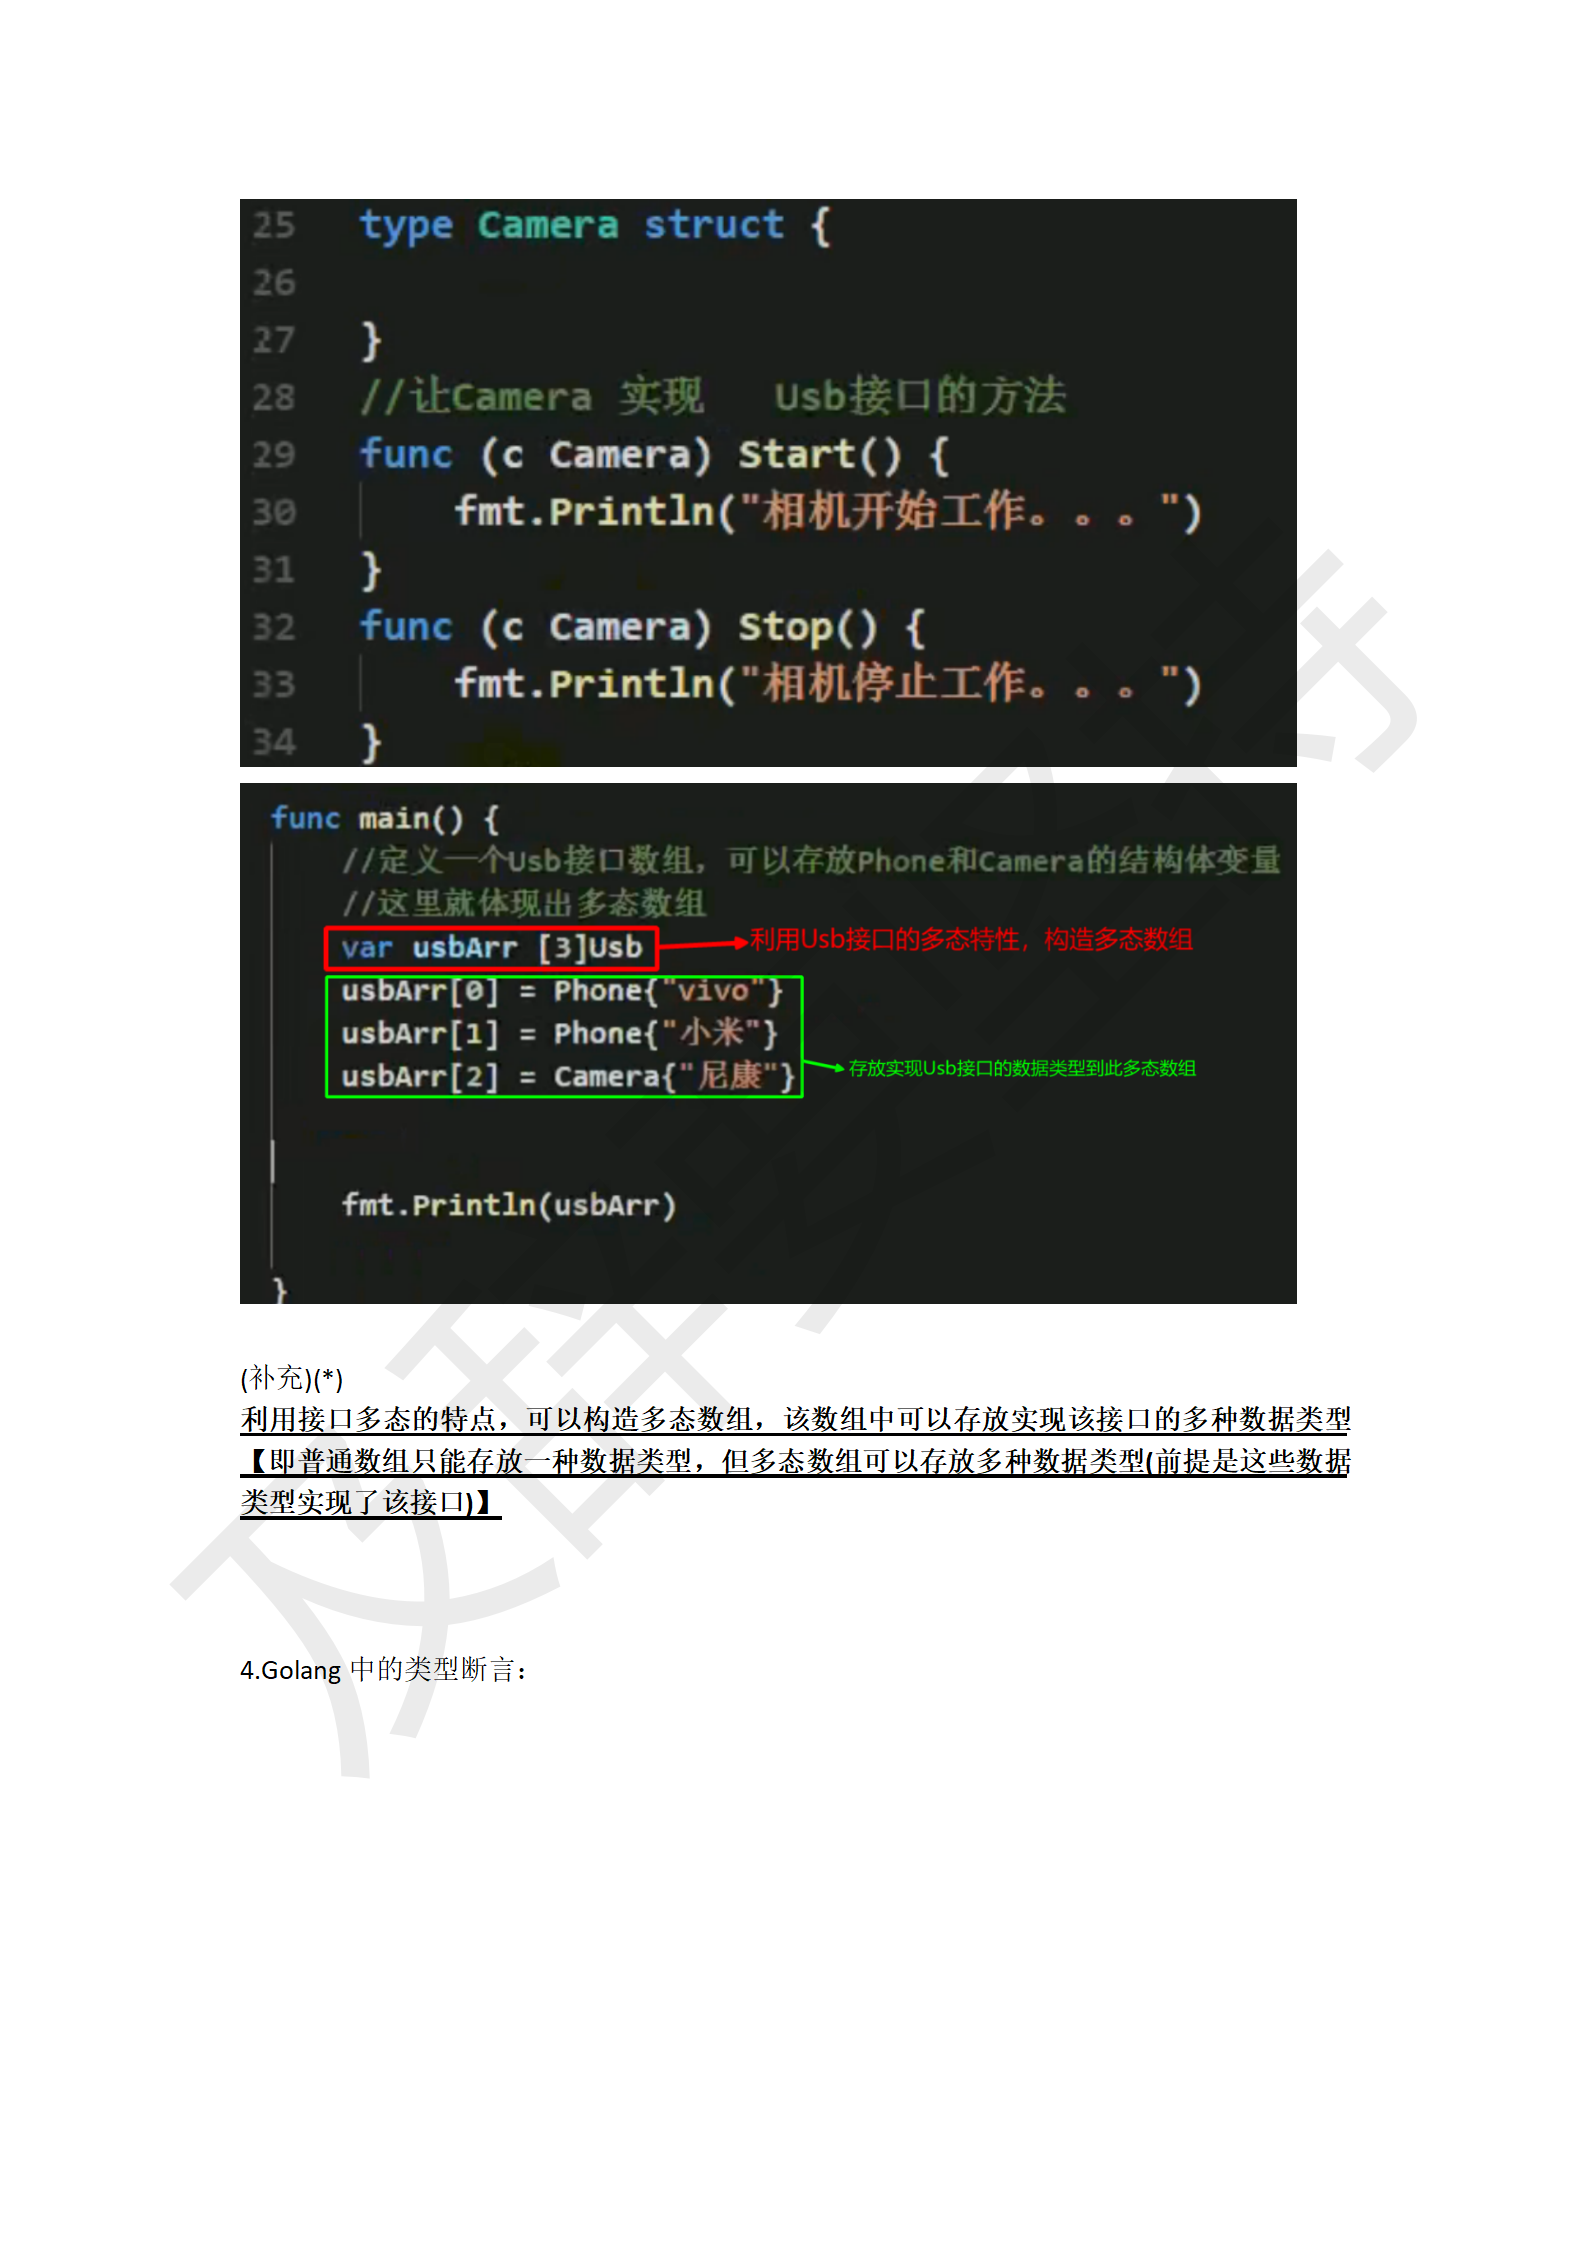 25 type Camera struct {
26
27 }
28 //让Camera 实现 Usb接口的方法
29 func (c Camera) Start() {
30 fmt.Println("相机开始工作。。。")
31 }
32 func (c Camera) Stop() {
33 fmt.Println("相机停止工作。。。")
34 }
func main() {
//定义一个Usb接口数组，可以存放Phone和Camera的结构体变量
//这里就体现出多态数组
var usbArr [3]Usb 利用Usb接口的多态特性，构造多态数组
usbArr[0] = Phone{"vivo"}
usbArr[1] = Phone{"小米"}
usbArr[2] = Camera{"尼康"} 存放实现Usb接口的数据类型到此多态数组
fmt.Println(usbArr)
}
(补充)(*)
利用接口多态的特点，可以构造多态数组，该数组中可以存放实现该接口的多种数据类型
【即普通数组只能存放一种数据类型，但多态数组可以存放多种数据类型(前提是这些数据
类型实现了该接口)】
4.Golang 中的类型断言：